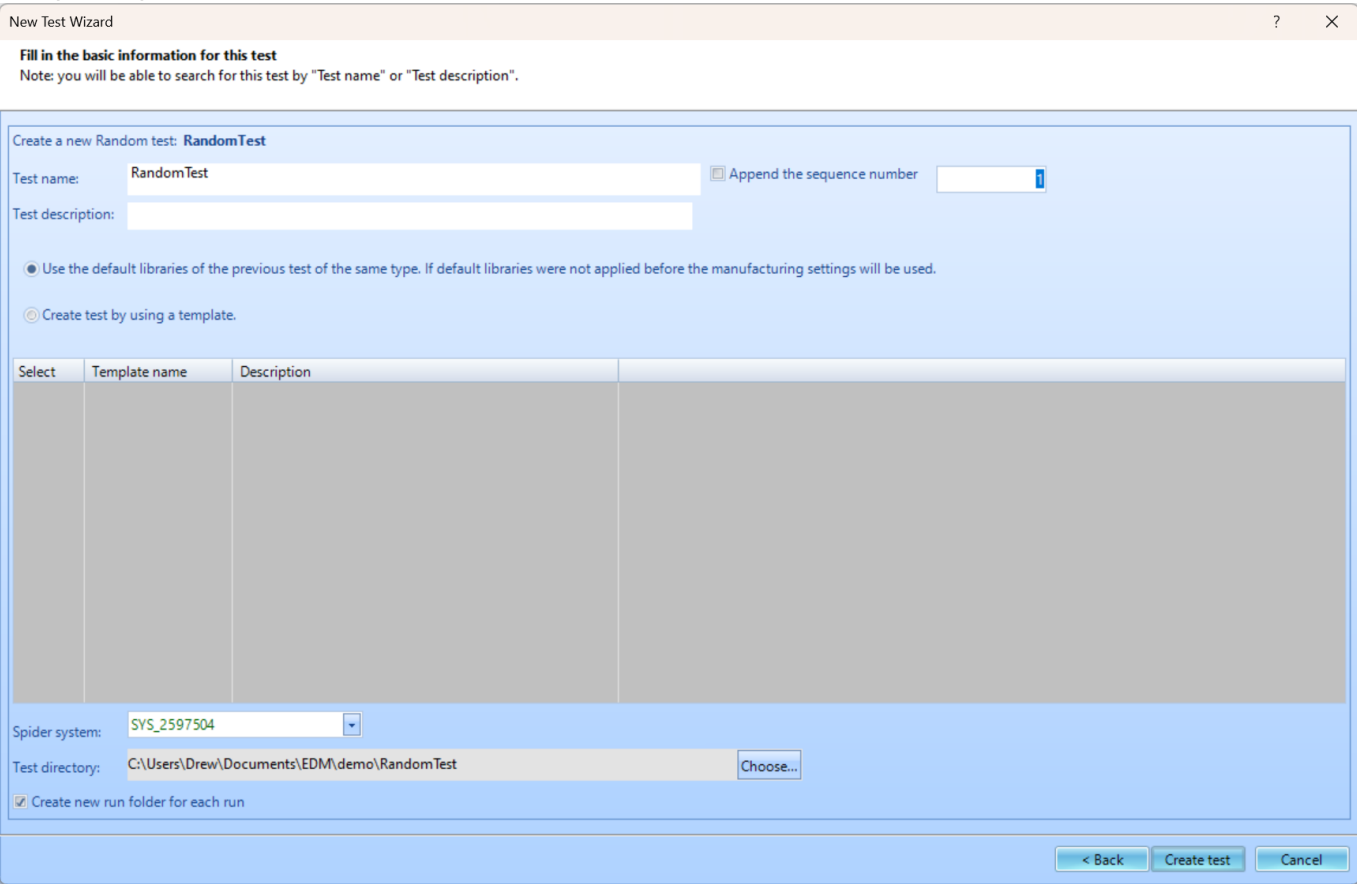 New Test Wizard
?
Fill in the basic information for this test
Note: you will be able to search for this test by "Test name" or "Test description".
Create a new Random test: RandomTest
Test name: RandomTest Append the sequence number 1
Test description:
Use the default libraries of the previous test of the same type. If default libraries were not applied before the manufacturing settings will be used.
Create test by using a template.
Select Template name Description
Spider system: SYS_2597504
Test directory: C:\Users\Drew\Documents\EDM\demo\RandomTest Choose...
Create new run folder for each run
< Back Create test Cancel